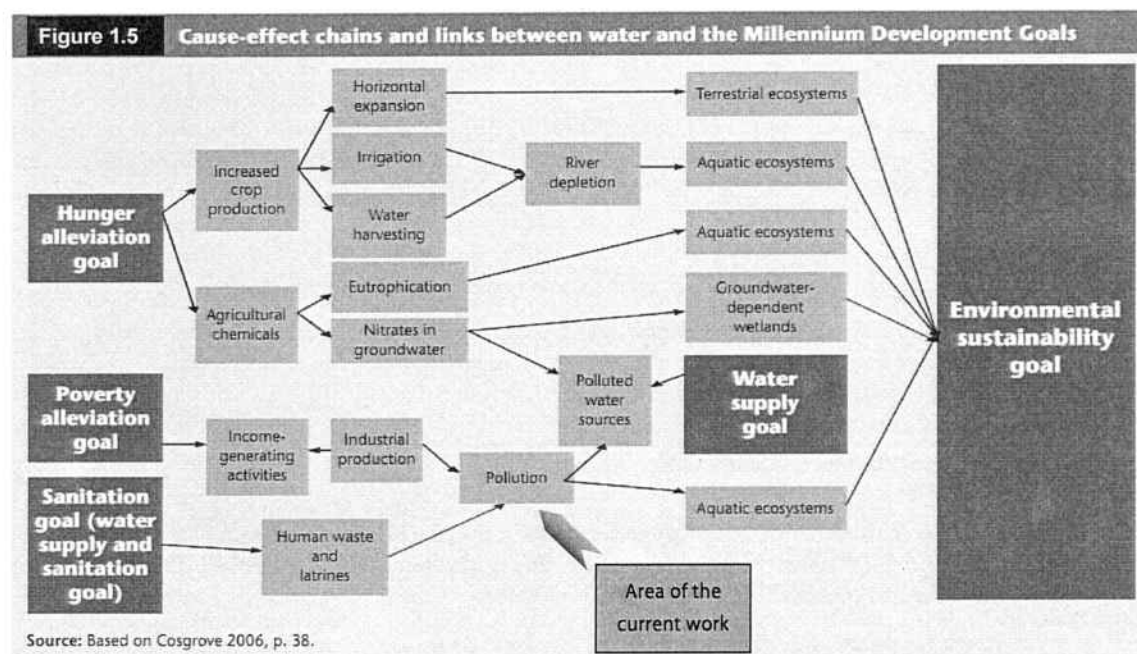 Figure 1.5
Cause-effect chains and links between water and the Millennium Development Goals
Hunger
alleviation
goal
Increased
crop
production
Horizontal
expansion
Irrigation
Water
harvesting
River
depletion
Terrestrial ecosystems
Aquatic ecosystems
Agricultural
chemicals
Eutrophication
Nitrates in
groundwater
Aquatic ecosystems
Groundwater-
dependent
wetlands
Polluted
water
sources
Water
supply
goal
Poverty
alleviation
goal
Income-
generating
activities
Industrial
production
Pollution
Aquatic ecosystems
Sanitation
goal (water
supply and
sanitation
goal)
Human waste
and
latrines
Environmental
sustainability
goal
Area of the
current work
Source: Based on Cosgrove 2006, p. 38.